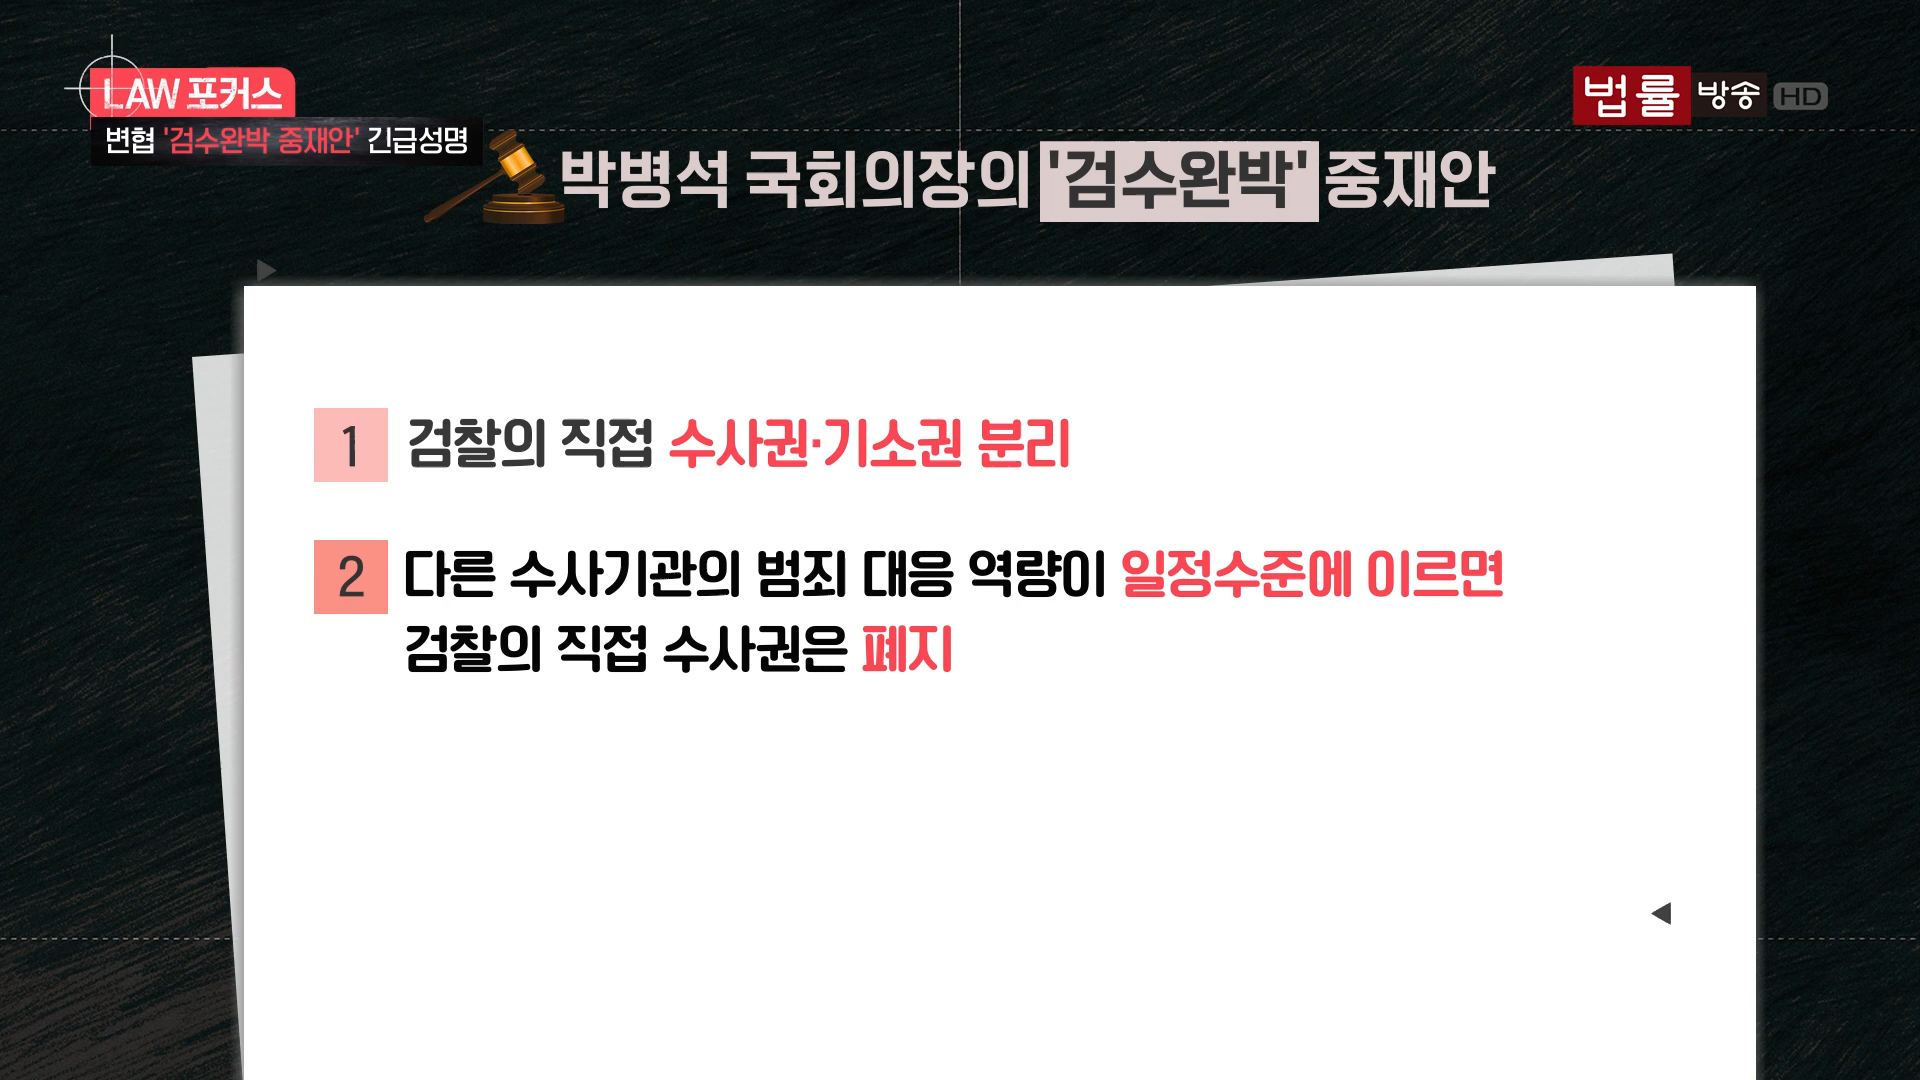 LAW 포커스
변협 '검수완박 중재안' 긴급성명
법률방송 HD
박병석 국회의장의 '검수완박' 중재안
1 검찰의 직접 수사권·기소권 분리
2 다른 수사기관의 범죄 대응 역량이 일정수준에 이르면
검찰의 직접 수사권은 폐지